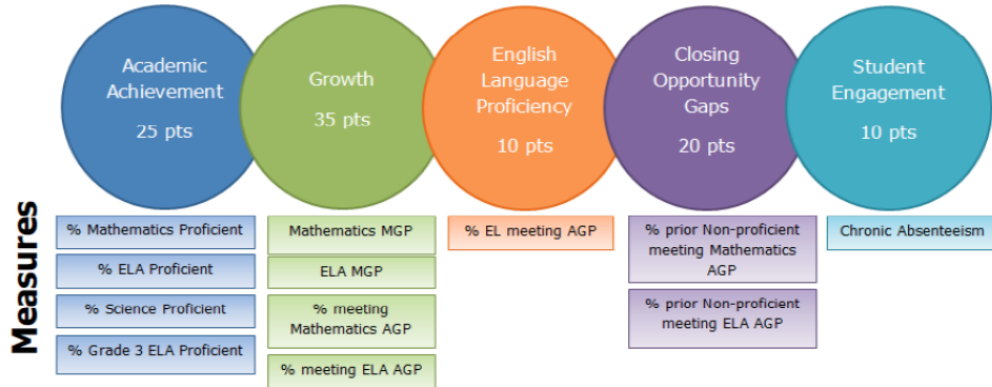 Academic
Achievement
25 pts
Growth
35 pts
English
Language
Proficiency
10 pts
Closing
Opportunity
Gaps
20 pts
Student
Engagement
10 pts
Measures
% Mathematics Proficient
% ELA Proficient
% Science Proficient
% Grade 3 ELA Proficient
Mathematics MGP
ELA MGP
% meeting
Mathematics AGP
% meeting ELA AGP
% EL meeting AGP
% prior Non-proficient
meeting Mathematics
AGP
% prior Non-proficient
meeting ELA AGP
Chronic Absenteeism